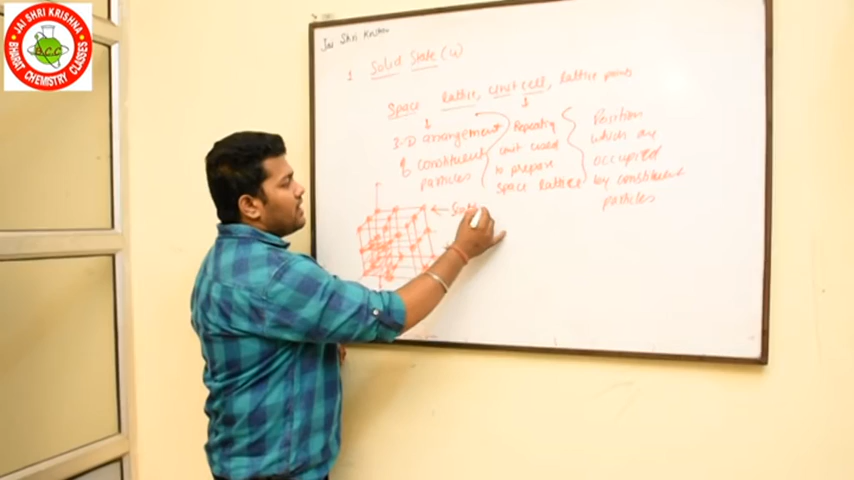 JAI SHRI KRISHNA
B.C.C
BHARAT CHEMISTRY CLASSES
Jai Shri Krishna
1 Solid State (4)
Space lattice, Unit cell, lattice points
3-D arrangement
of constituent
particles
Repeating
unit used
to prepare
space lattice
Position
which are
occupied
by constituent
particles